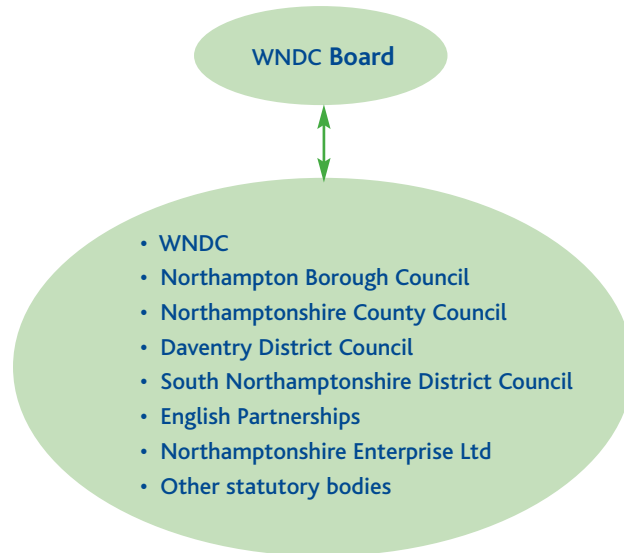 WNDC Board
• WNDC
• Northampton Borough Council
• Northamptonshire County Council
• Daventry District Council
• South Northamptonshire District Council
• English Partnerships
• Northamptonshire Enterprise Ltd
• Other statutory bodies